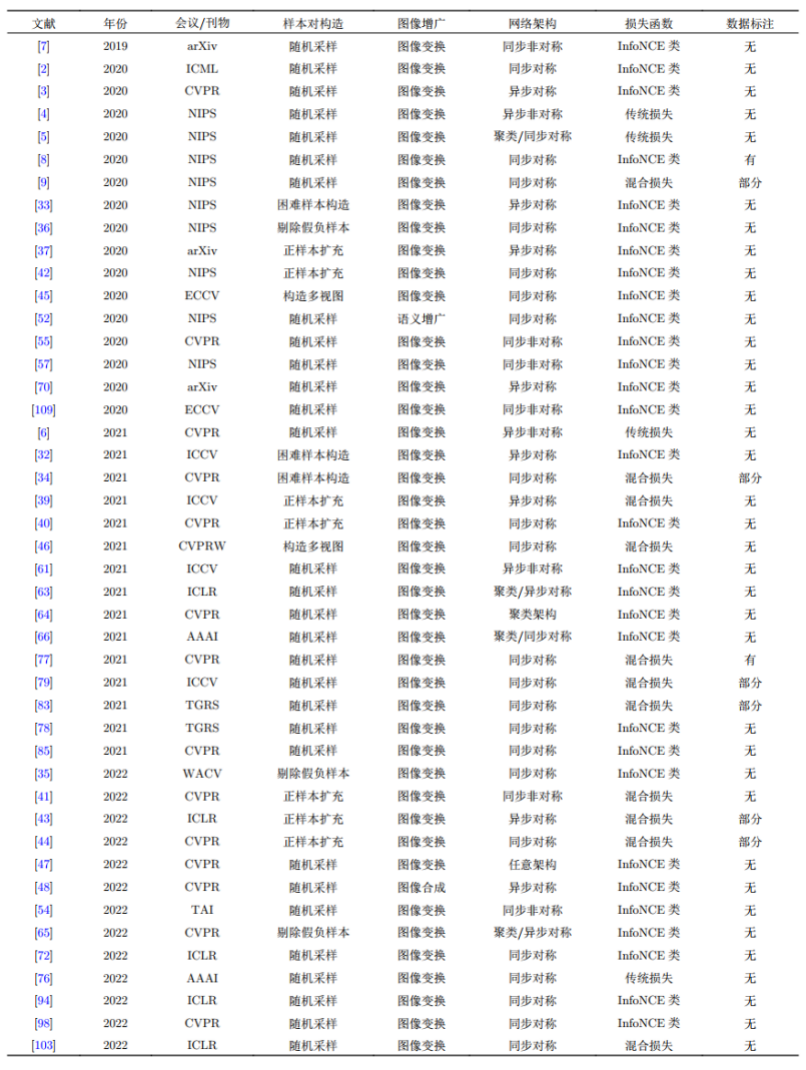 文献 年份 会议/刊物 样本对构造 图像增广 网络架构 损失函数 数据标注
[7] 2019 arXiv 随机采样 图像变换 同步非对称 InfoNCE 类 无
[2] 2020 ICML 随机采样 图像变换 同步对称 InfoNCE 类 无
[3] 2020 CVPR 随机采样 图像变换 异步对称 InfoNCE 类 无
[4] 2020 NIPS 随机采样 图像变换 异步非对称 传统损失 无
[5] 2020 NIPS 随机采样 图像变换 聚类/同步对称 传统损失 无
[8] 2020 NIPS 随机采样 图像变换 同步对称 InfoNCE 类 有
[9] 2020 NIPS 随机采样 图像变换 同步对称 混合损失 部分
[33] 2020 NIPS 困难样本构造 图像变换 异步对称 InfoNCE 类 无
[36] 2020 NIPS 剔除假负样本 图像变换 同步对称 InfoNCE 类 无
[37] 2020 arXiv 正样本扩充 图像变换 异步对称 InfoNCE 类 无
[42] 2020 NIPS 正样本扩充 图像变换 同步对称 InfoNCE 类 无
[45] 2020 ECCV 构造多视图 图像变换 同步对称 InfoNCE 类 无
[52] 2020 NIPS 随机采样 语义增广 同步对称 InfoNCE 类 无
[55] 2020 CVPR 随机采样 图像变换 同步非对称 InfoNCE 类 无
[57] 2020 NIPS 随机采样 图像变换 同步非对称 InfoNCE 类 无
[70] 2020 arXiv 随机采样 图像变换 异步对称 InfoNCE 类 无
[109] 2020 ECCV 随机采样 图像变换 同步非对称 InfoNCE 类 无
[6] 2021 CVPR 随机采样 图像变换 异步非对称 传统损失 无
[32] 2021 ICCV 困难样本构造 图像变换 异步对称 InfoNCE 类 无
[34] 2021 CVPR 困难样本构造 图像变换 同步对称 混合损失 部分
[39] 2021 ICCV 正样本扩充 图像变换 异步对称 混合损失 无
[40] 2021 CVPR 正样本扩充 图像变换 同步对称 InfoNCE 类 无
[46] 2021 CVPRW 构造多视图 图像变换 同步对称 混合损失 无
[61] 2021 ICCV 随机采样 图像变换 异步非对称 InfoNCE 类 无
[63] 2021 ICLR 随机采样 图像变换 聚类/异步对称 InfoNCE 类 无
[64] 2021 CVPR 随机采样 图像变换 聚类架构 InfoNCE 类 无
[66] 2021 AAAI 随机采样 图像变换 聚类/同步对称 InfoNCE 类 无
[77] 2021 CVPR 随机采样 图像变换 同步对称 混合损失 有
[79] 2021 ICCV 随机采样 图像变换 同步对称 混合损失 部分
[83] 2021 TGRS 随机采样 图像变换 同步对称 混合损失 部分
[78] 2021 TGRS 随机采样 图像变换 同步对称 InfoNCE 类 无
[85] 2021 CVPR 随机采样 图像变换 同步对称 InfoNCE 类 无
[35] 2022 WACV 剔除假负样本 图像变换 同步对称 InfoNCE 类 无
[41] 2022 CVPR 正样本扩充 图像变换 同步非对称 混合损失 无
[43] 2022 ICLR 正样本扩充 图像变换 异步对称 混合损失 部分
[44] 2022 CVPR 正样本扩充 图像变换 同步对称 混合损失 部分
[47] 2022 CVPR 随机采样 图像变换 任意架构 InfoNCE 类 无
[48] 2022 CVPR 随机采样 图像合成 异步对称 InfoNCE 类 无
[54] 2022 TAI 随机采样 图像变换 同步非对称 InfoNCE 类 无
[65] 2022 CVPR 剔除假负样本 图像变换 聚类/异步对称 InfoNCE 类 无
[72] 2022 ICLR 随机采样 图像变换 同步对称 InfoNCE 类 无
[76] 2022 AAAI 随机采样 图像变换 同步对称 传统损失 无
[94] 2022 ICLR 随机采样 图像变换 同步对称 InfoNCE 类 无
[98] 2022 CVPR 随机采样 图像变换 同步对称 InfoNCE 类 无
[103] 2022 ICLR 随机采样 图像变换 同步对称 混合损失 无